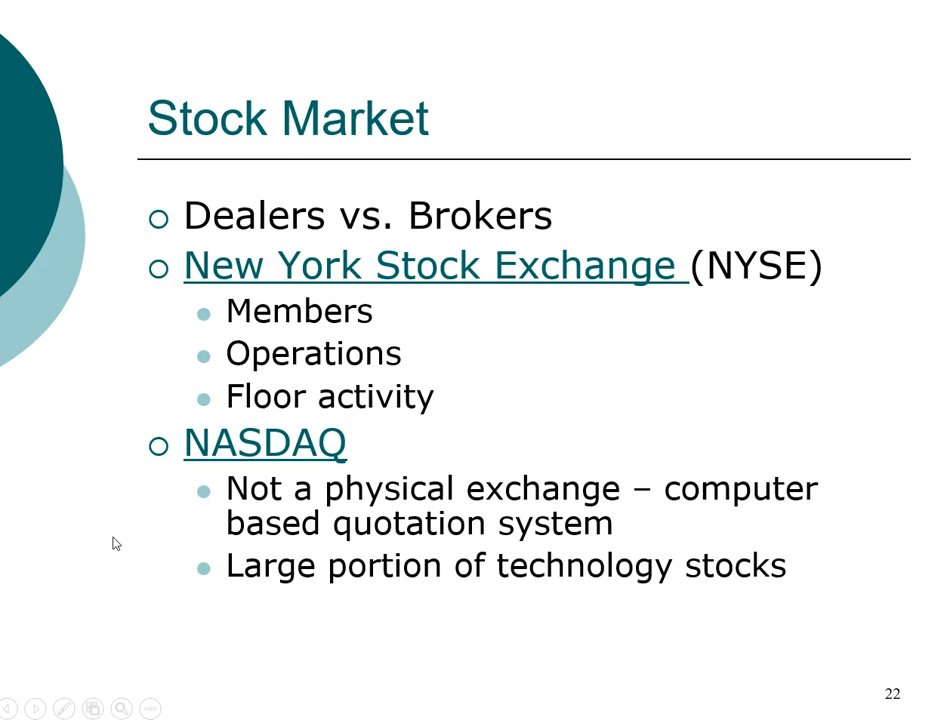 Stock Market
Dealers vs. Brokers
New York Stock Exchange (NYSE)
Members
Operations
Floor activity
NASDAQ
Not a physical exchange – computer
based quotation system
Large portion of technology stocks
22